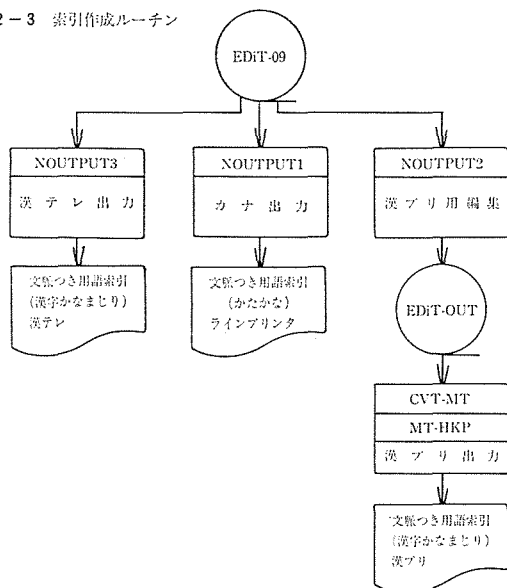 2－3 索引作成ルーチン
EDiT-09
NOUTPUT3
漢テレ出力
文脈つき用語索引
(漢字かなまじり)
漢テレ
NOUTPUT1
カナ出力
文脈つき用語索引
(かたかな)
ラインプリンタ
NOUTPUT2
漢プリ用編集
EDiT-OUT
CVT-MT
MT-HKP
漢プリ出力
文脈つき用語索引
(漢字かなまじり)
漢プリ